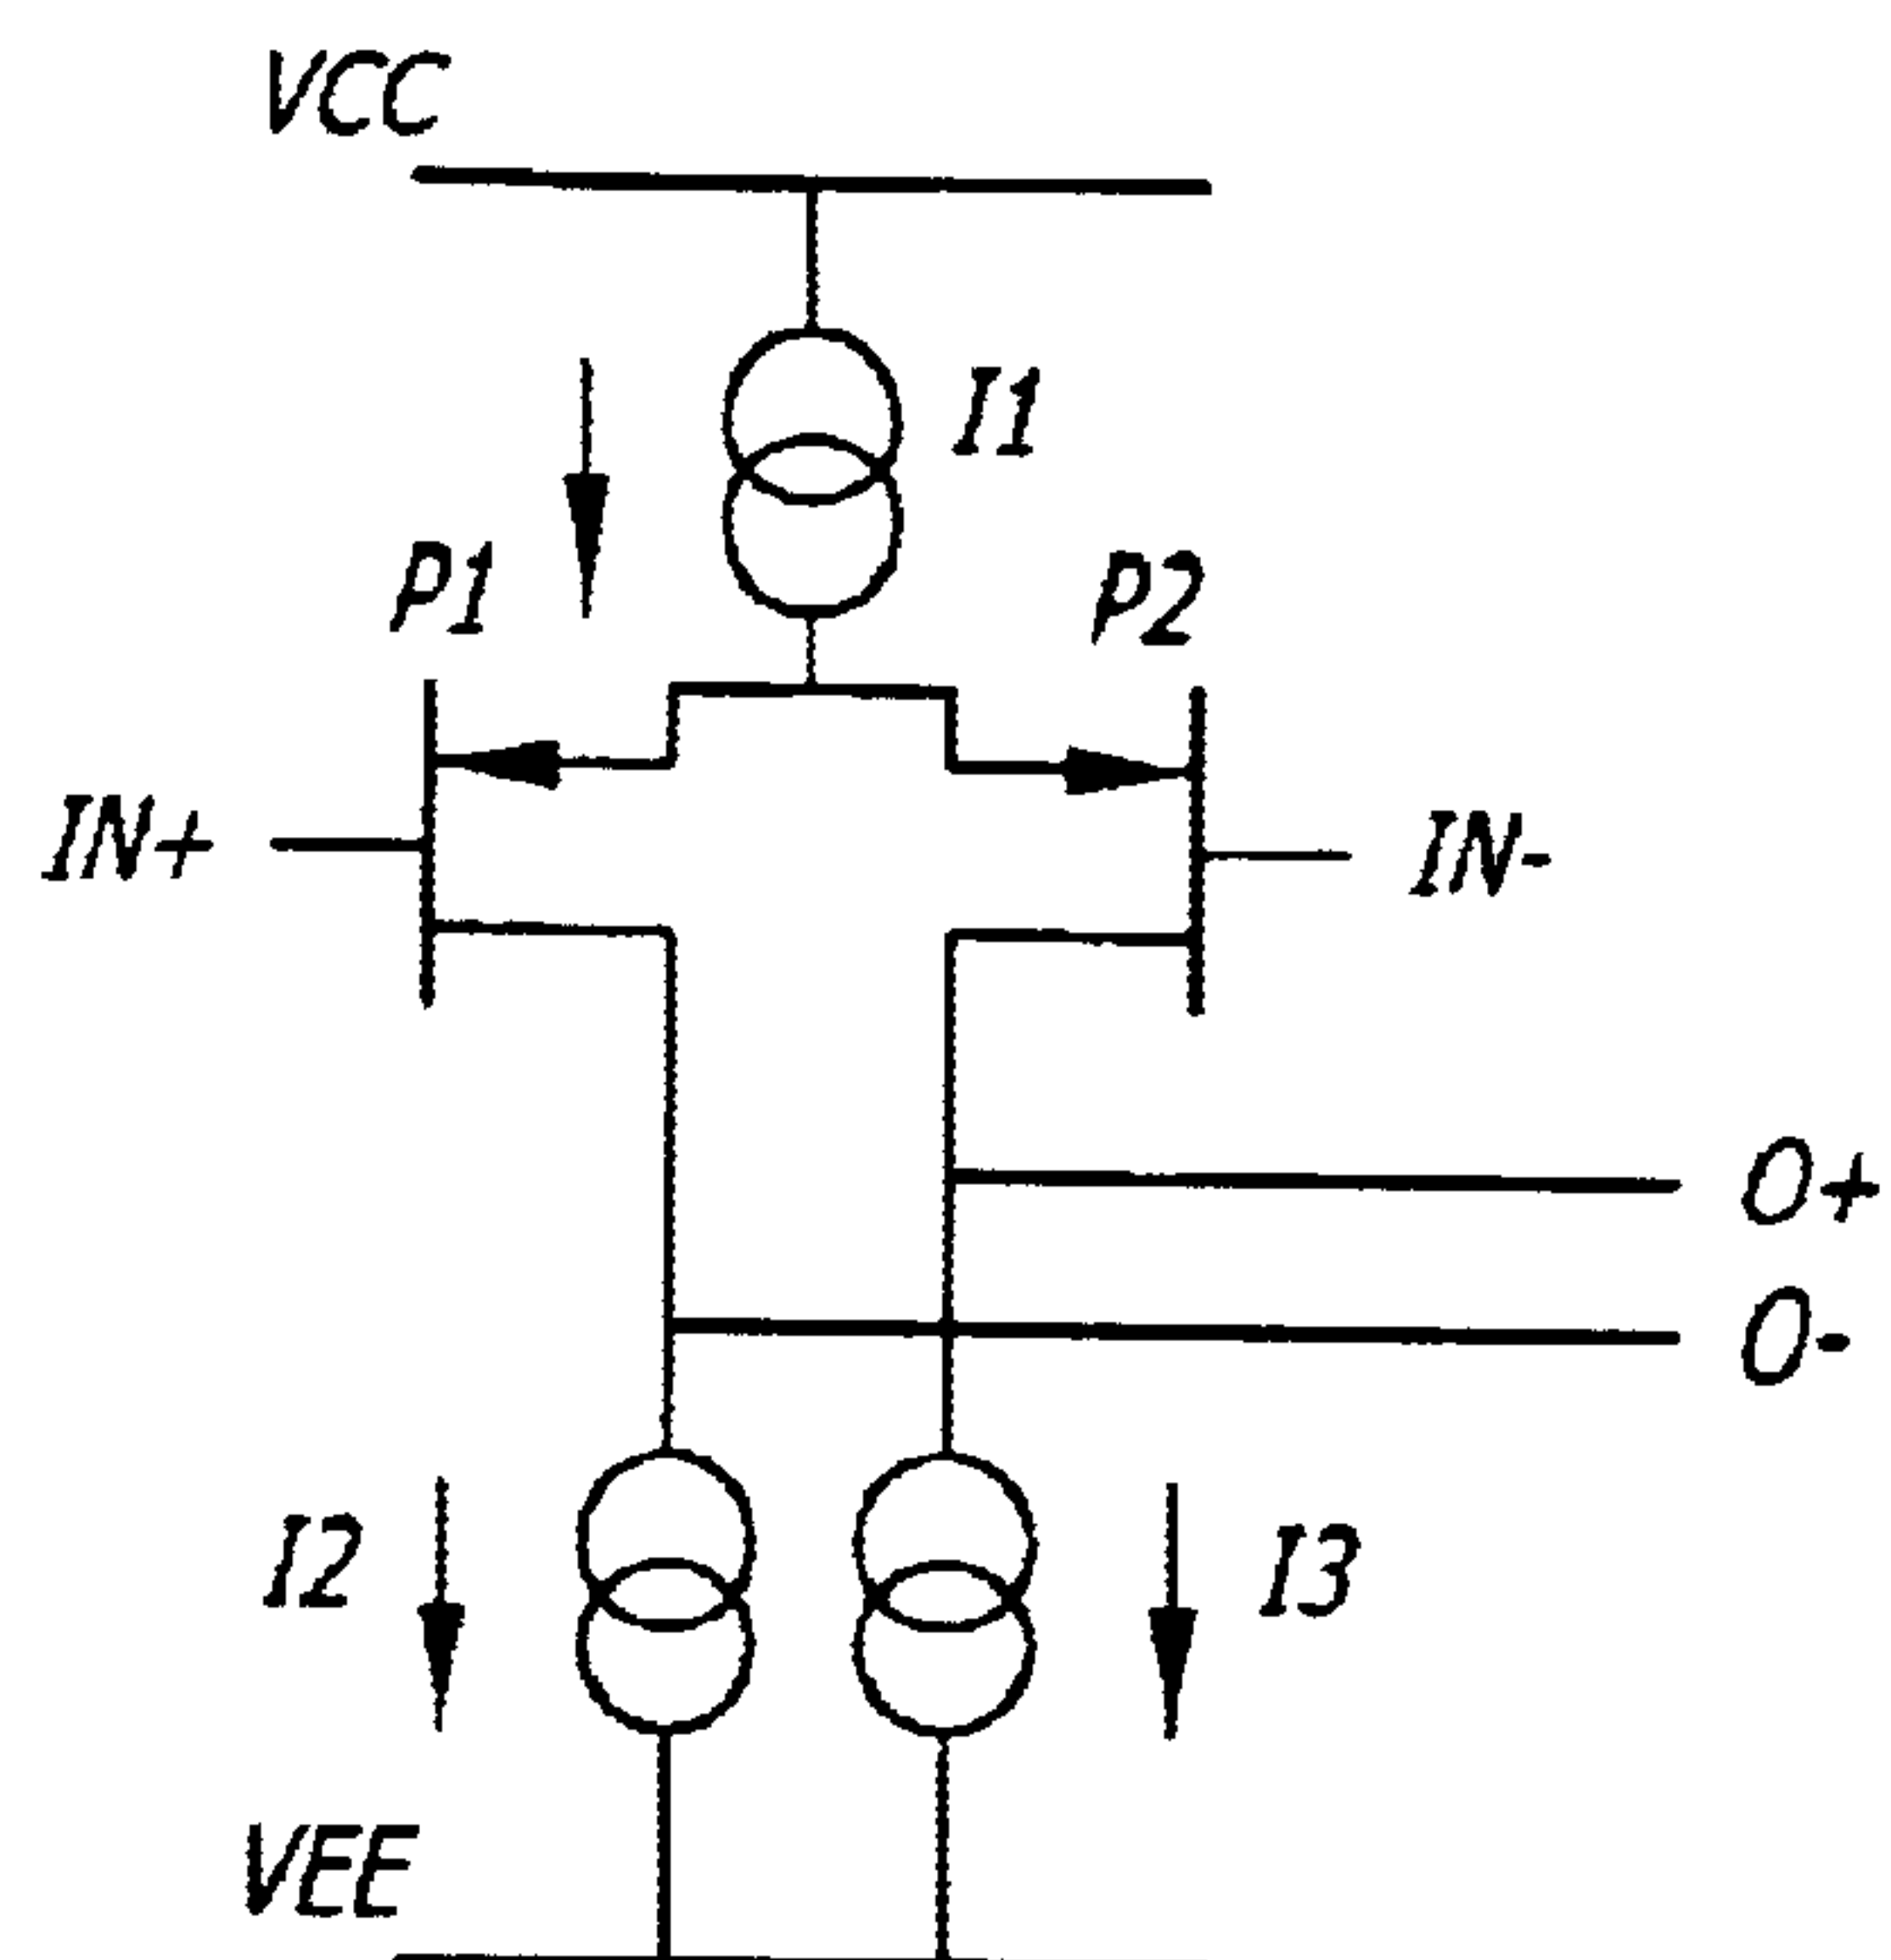 VCC
I1
P1
P2
IN+
IN-
O+
O-
I2
I3
VEE